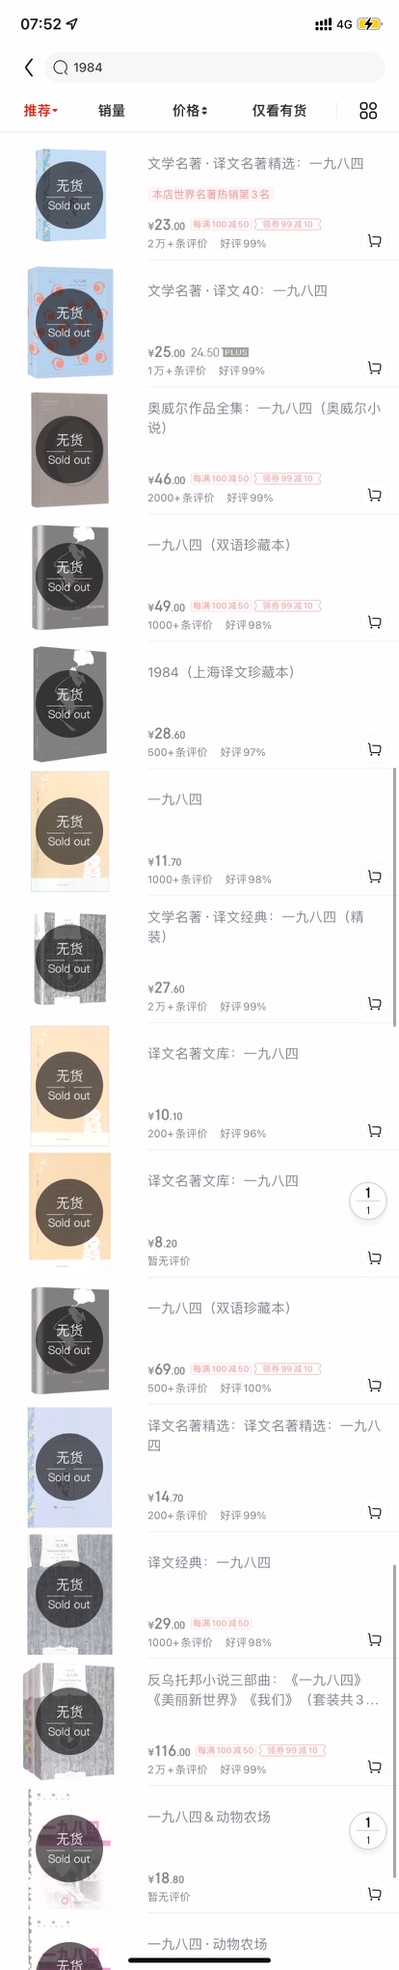 07:52
4G
1984
推荐
销量
价格
仅看有货
无货
Sold out
文学名著·译文名著精选：一九八四
本店世界名著热销第3名
¥23.00 每满100减50 领券99减10
2万+条评价 好评99%
无货
Sold out
文学名著·译文40：一九八四
¥25.00 24.50 PLUS
1万+条评价 好评99%
无货
Sold out
奥威尔作品全集：一九八四（奥威尔小
说）
¥46.00 每满100减50 领券99减10
2000+条评价 好评99%
无货
Sold out
一九八四（双语珍藏本）
¥49.00 每满100减50 领券99减10
1000+条评价 好评98%
无货
Sold out
1984（上海译文珍藏本）
¥28.60
500+条评价 好评97%
无货
Sold out
一九八四
¥11.70
1000+条评价 好评98%
无货
Sold out
文学名著·译文经典：一九八四（精
装）
¥27.60
2万+条评价 好评99%
无货
Sold out
译文名著文库：一九八四
¥10.10
200+条评价 好评96%
无货
Sold out
译文名著文库：一九八四
1
1
¥8.20
暂无评价
无货
Sold out
一九八四（双语珍藏本）
¥69.00 每满100减50 领券99减10
500+条评价 好评100%
无货
Sold out
译文名著精选：译文名著精选：一九八
四
¥14.70
200+条评价 好评99%
无货
Sold out
译文经典：一九八四
¥29.00 每满100减50
1000+条评价 好评98%
无货
Sold out
反乌托邦小说三部曲：《一九八四》
《美丽新世界》《我们》（套装共3...
¥116.00 每满100减50 领券99减10
2万+条评价 好评99%
无货
Sold out
一九八四&动物农场
1
1
¥18.80
暂无评价
无货
Sold out
一九八四·动物农场